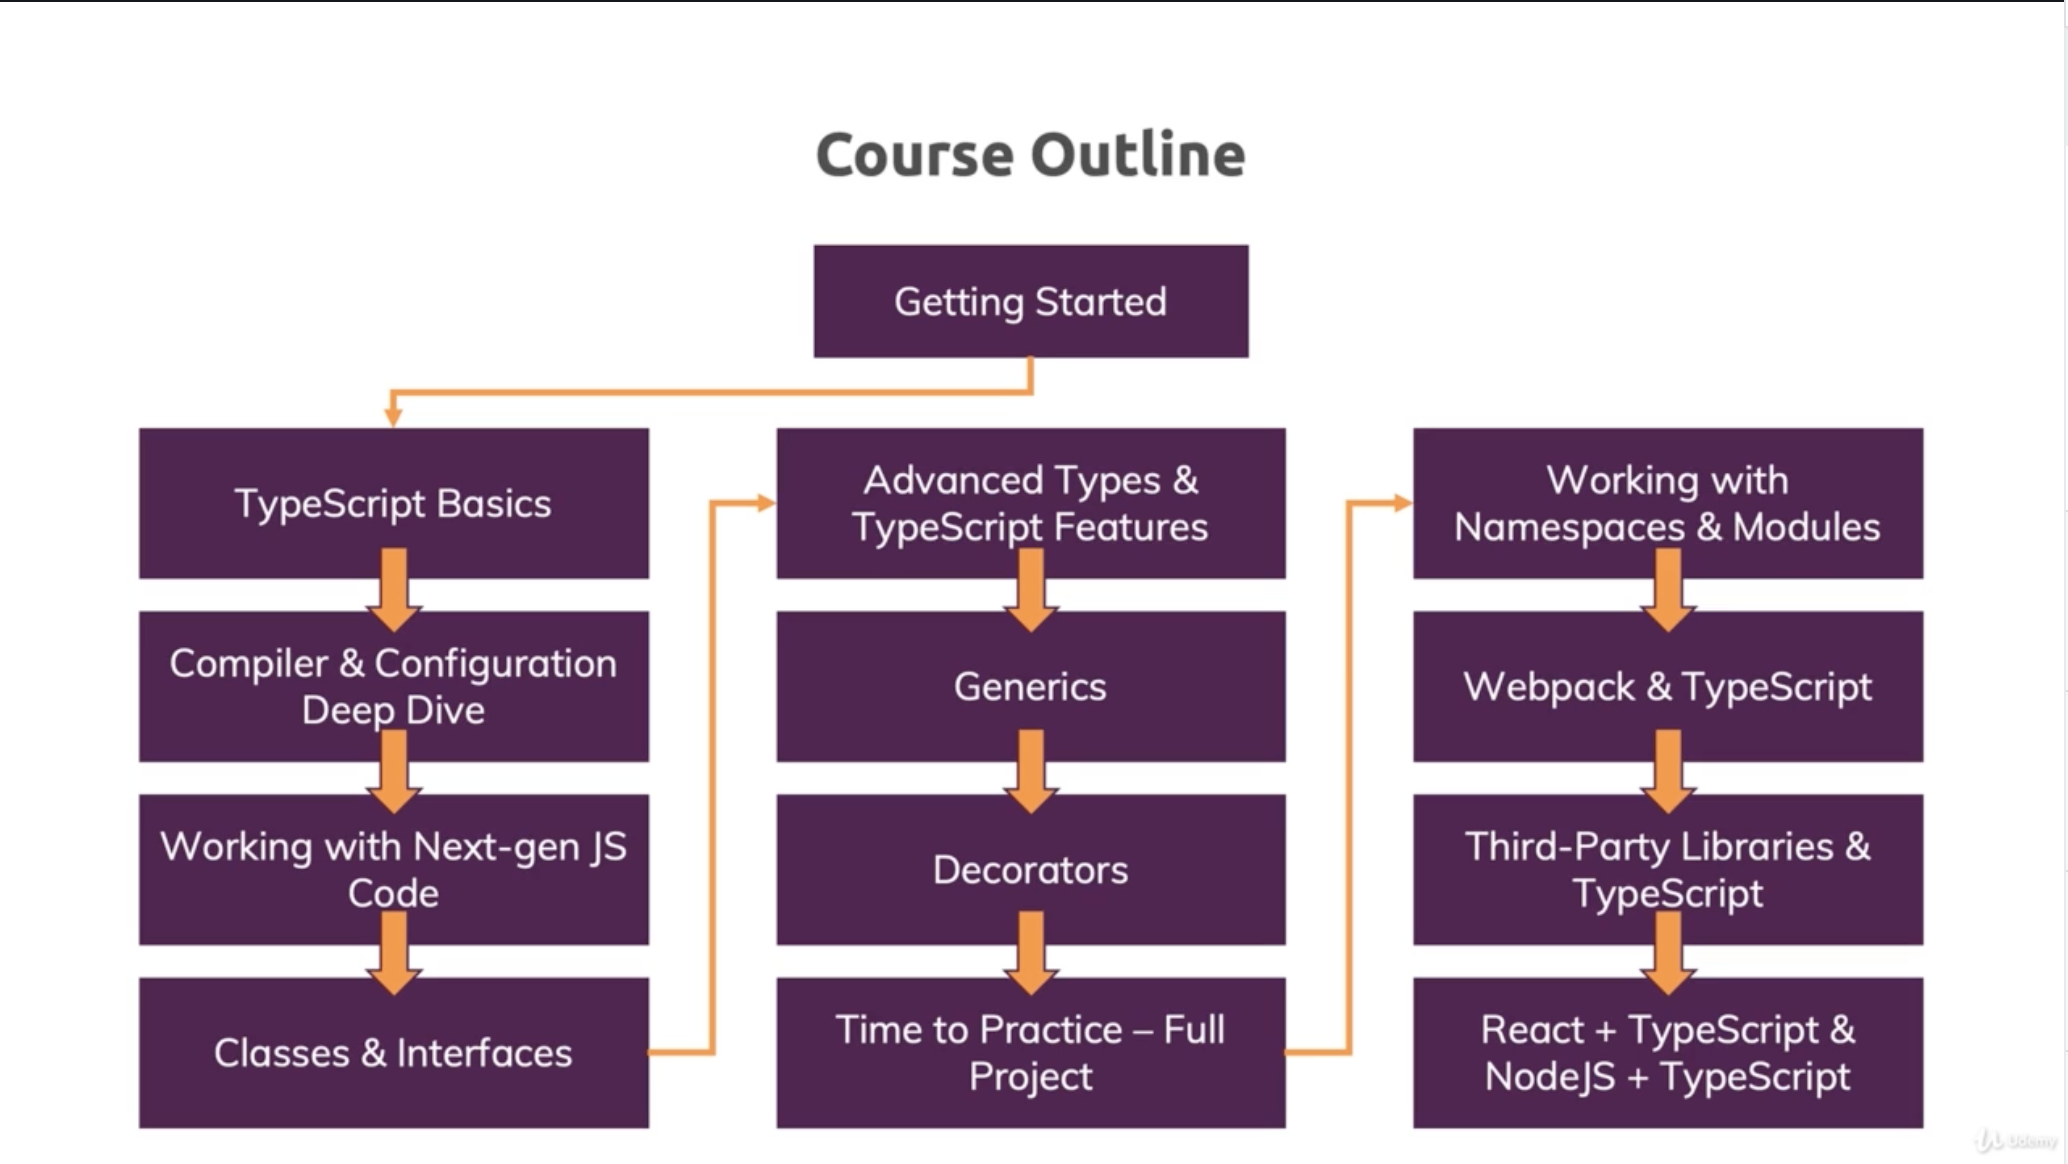 Course Outline
Getting Started
TypeScript Basics
Compiler & Configuration
Deep Dive
Working with Next-gen JS
Code
Classes & Interfaces
Advanced Types &
TypeScript Features
Generics
Decorators
Time to Practice – Full
Project
Working with
Namespaces & Modules
Webpack & TypeScript
Third-Party Libraries &
TypeScript
React + TypeScript &
NodeJS + TypeScript
Udemy